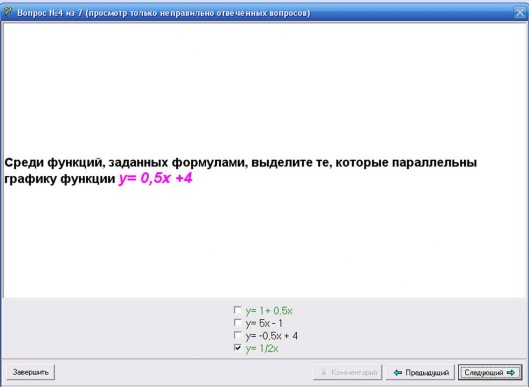 Вопрос №4 из 7 (просмотр только неправильно отвеченных вопросов)
Среди функций, заданных формулами, выделите те, которые параллельны
графику функции y= 0,5x +4
y= 1+ 0,5x
y= 5x - 1
y= -0,5x + 4
y= 1/2x
Завершить
Комментарий
Предыдущий
Следующий